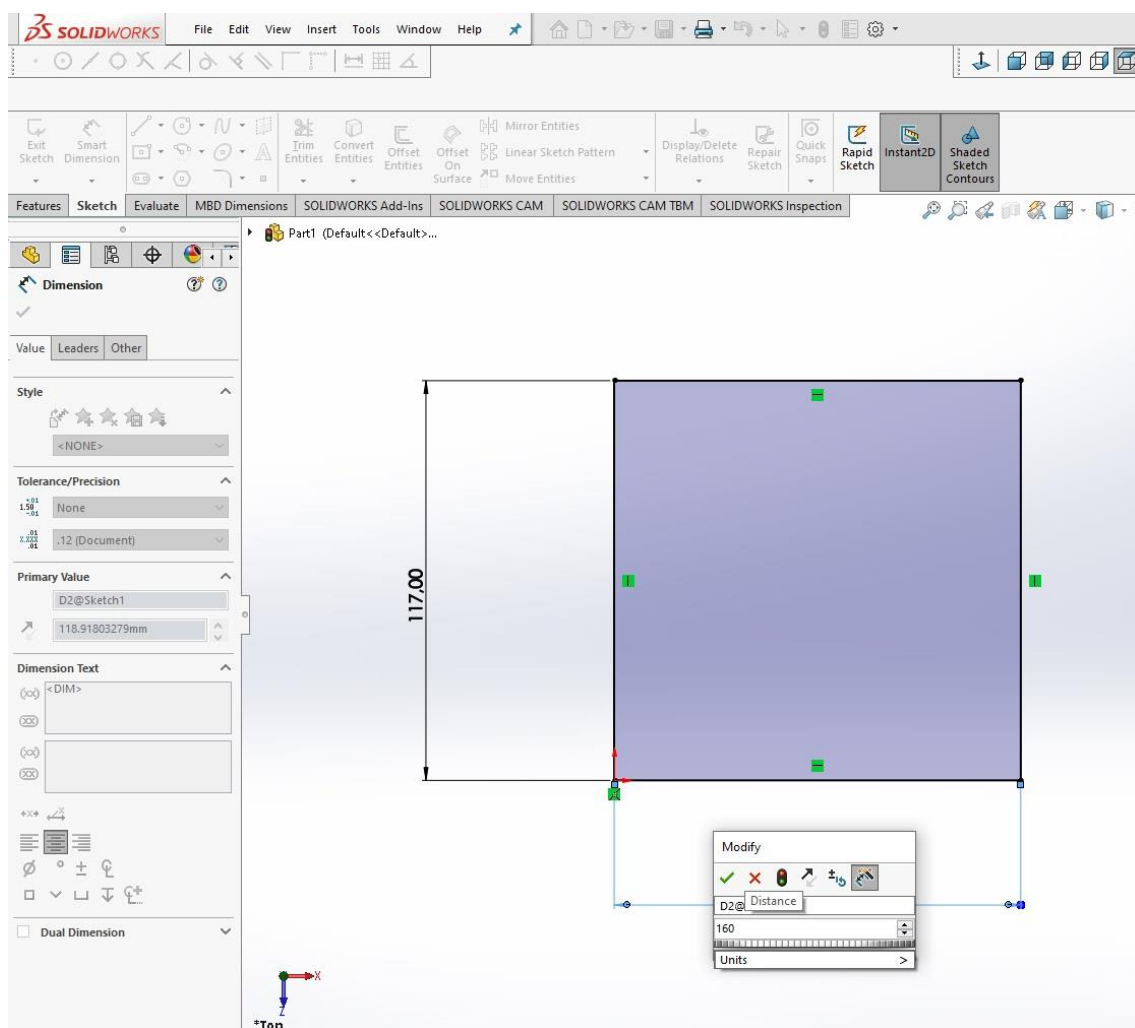 SOLIDWORKS File Edit View Insert Tools Window Help
Exit Sketch
Smart Dimension
Trim Entities
Convert Entities
Offset Entities
Offset On Surface
Mirror Entities
Linear Sketch Pattern
Move Entities
Display/Delete Relations
Repair Sketch
Quick Snaps
Rapid Sketch
Instant2D
Shaded Sketch Contours
Features Sketch Evaluate MBD Dimensions SOLIDWORKS Add-Ins SOLIDWORKS CAM SOLIDWORKS CAM TBM SOLIDWORKS Inspection
Part1 (Default<<Default>...
Dimension
Value Leaders Other
Style
<NONE>
Tolerance/Precision
None
.12 (Document)
Primary Value
D2@Sketch1
118.91803279mm
Dimension Text
<DIM>
Dual Dimension
117,00
Modify
D2@
Distance
160
Units >
X
Z
*Top